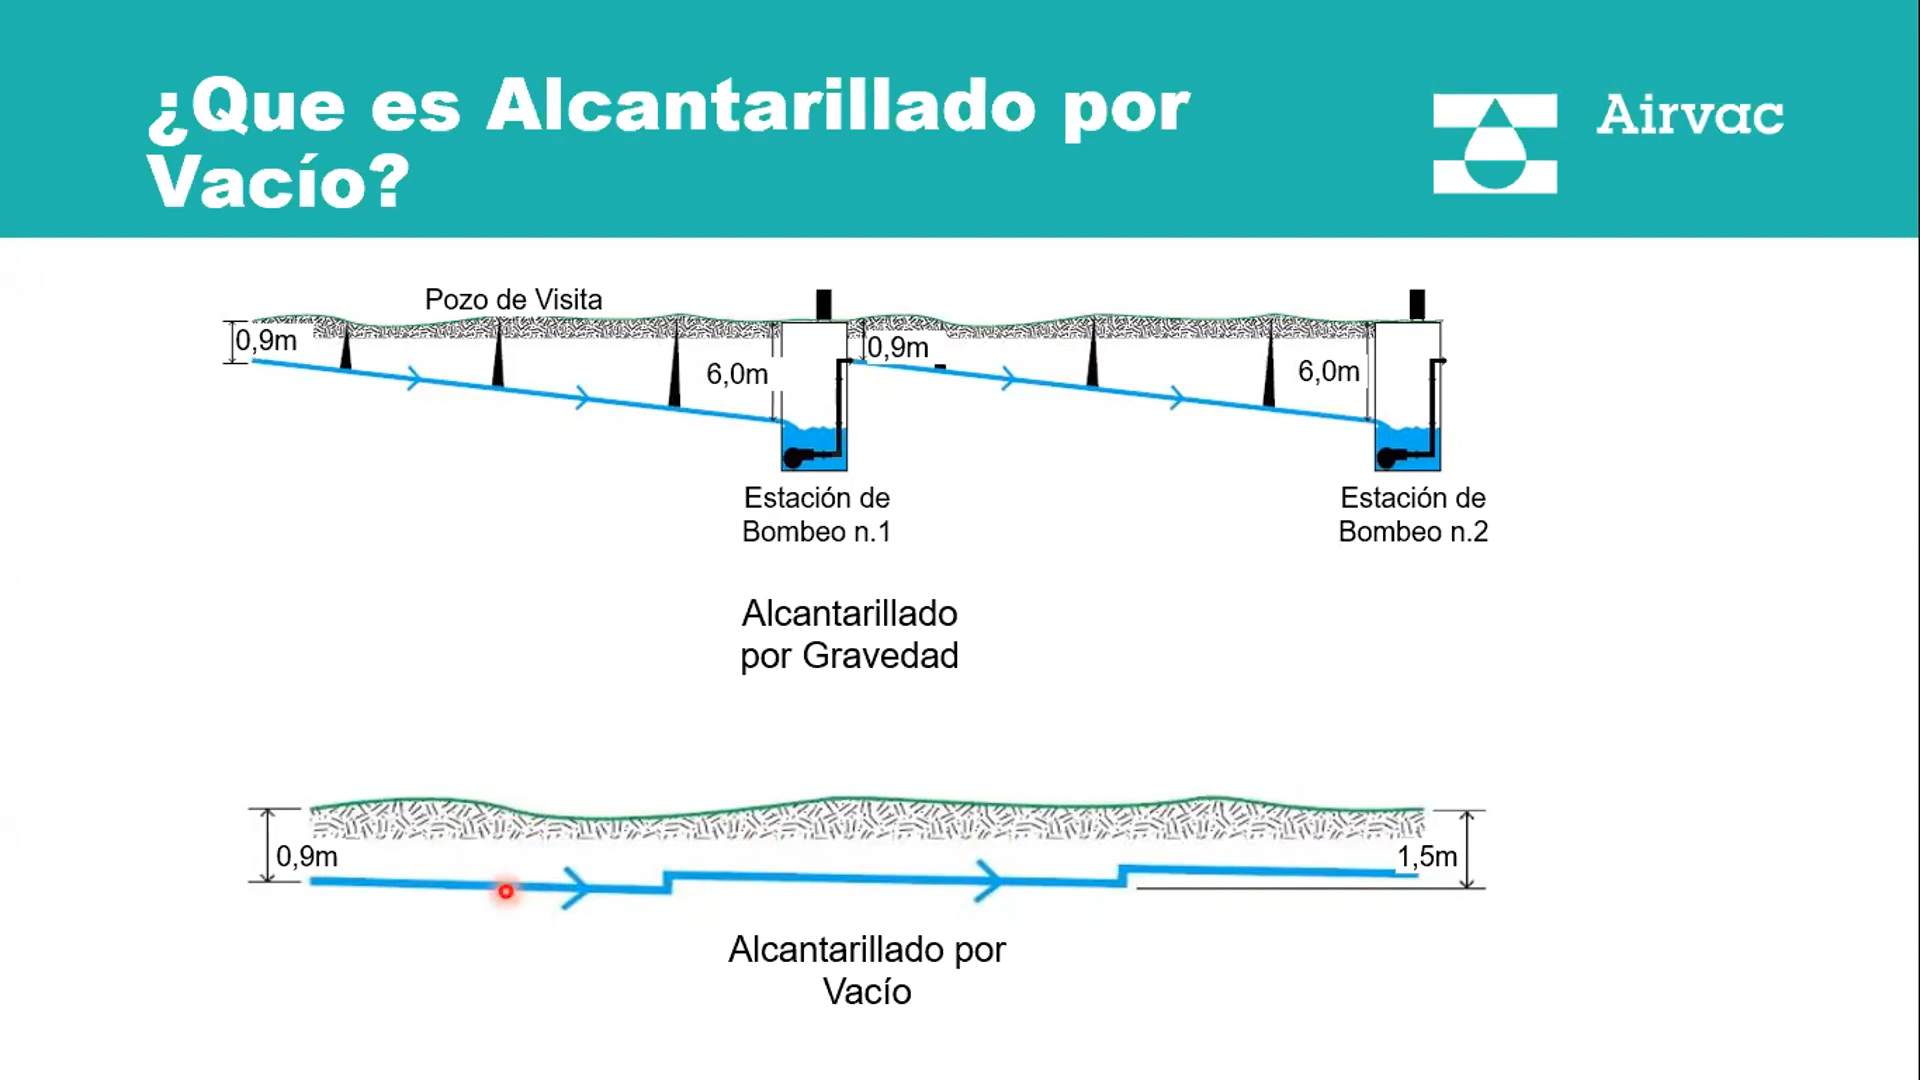 ¿Que es Alcantarillado por
Vacío?
Airvac
Pozo de Visita
0,9m
6,0m
0,9m
6,0m
Estación de
Bombeo n.1
Estación de
Bombeo n.2
Alcantarillado
por Gravedad
0,9m
1,5m
Alcantarillado por
Vacío